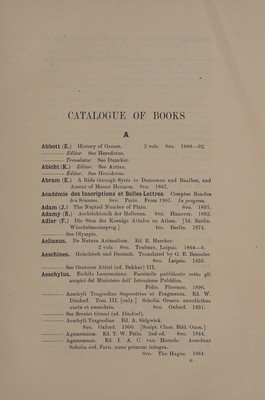 CATALOGUE OF BOOKS
A
Abbott (E.) History of Greece. 2 vols. 8vo. 1888—92.
——— Editor. See Herodotus.
——— Translator. See Duncker.
Abicht (K.) Editor. See Arrian.
——— Editor. See Herodotus.
Abram (E.) A Ride through Syria to Damascus and Baalbec, and
Ascent of Mount Hermon. 8vo. 1887.
Académie des Inscriptions et Belles Lettres. Comptes Rendus
des Séances. 8vo. Paris. From 1901. In progress.
Adam (J.) The Nuptial Number of Plato. 8vo. 1891.
Adamy (R.) Architektonik der Hellenen. 8vo. Hanover. 1882.
Adler (F.) Die Stoa des Königs Attalos zu Athen. [34. Berlin.
Winckelmannsprog.] 4to. Berlin. 1874.
——— See Olympia.
Aelianus. De Natura Animalium. Ed. R. Hercher.
2 vols. 8vo. Teubner, Leipsic. 1864—6.
Aeschines. Griechisch und Deutsch. Translated by G. E. Benseler.
8vo. Leipsic. 1855.
——— See Oratores Attici (ed. Bekker) III.
Aeschylus. Eschilo Laurenziano. Facsimile pubblicato sotto gli
auspici del Ministero dell' Istruzione Pubblica.
Folio. Florence. 1896.
——— Aeschyli Tragoediae Superstites et Fragmenta. Ed W.
Dindorf. Tom. III. [only.] Scholia Graeca excodicibus
aucta et emendata. 8vo. Oxford. 1851.
——— See Scenici Graeci (ed. Dindorf).
——— Aeschyli Tragoediae. Ed. A. Sidgwick.
8vo. Oxford. 1900. [Script. Class. Bibl. Oxon.]
——— Agamemnon. Ed. T. W. Peile. 2nd ed. 8vo. 1844.
——— Agamemnon. Ed. I. A. C. van Heusde. Accedunt
Scholia ved. Farn. nunc primum integra.
8vo. The Hague. 1864.
B